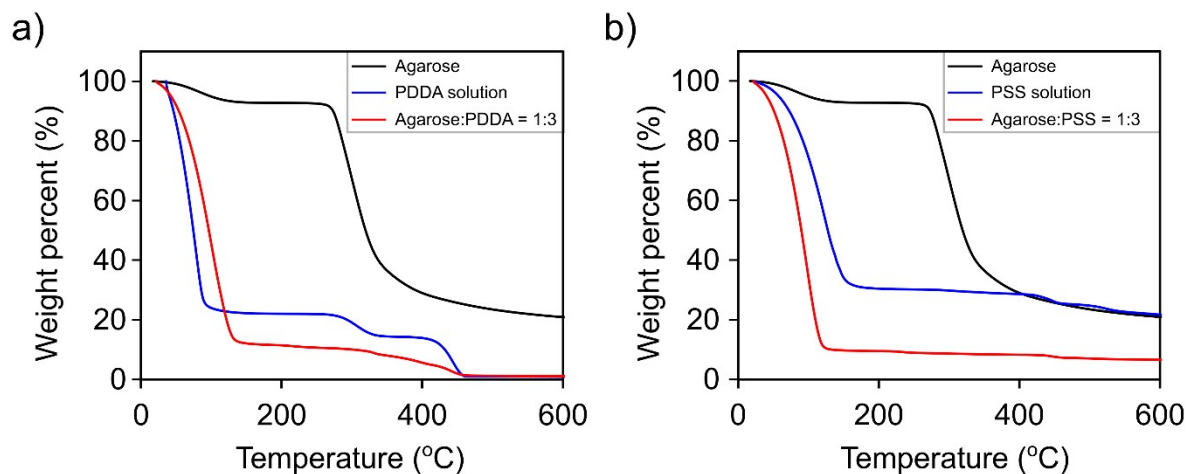 a)
Agarose
PDDA solution
Agarose:PDDA = 1:3
Weight percent (%)
100
80
60
40
20
0
0
200
400
600
Temperature (°C)
b)
Agarose
PSS solution
Agarose:PSS = 1:3
Weight percent (%)
100
80
60
40
20
0
0
200
400
600
Temperature (°C)